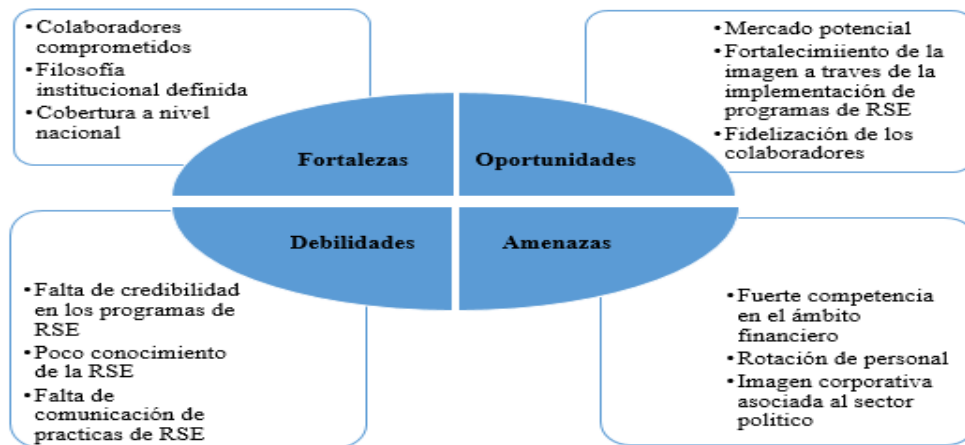 •Colaboradores
comprometidos
•Filosofía
institucional definida
•Cobertura a nivel
nacional
•Mercado potencial
•Fortalecimiiento de la
imagen a traves de la
implementación de
programas de RSE
•Fidelización de los
colaboradores
Fortalezas
Oportunidades
Debilidades
Amenazas
•Falta de credibilidad
en los programas de
RSE
•Poco conocimiento
de la RSE
•Falta de
comunicación de
practicas de RSE
•Fuerte competencia
en el ámbito
financiero
•Rotación de personal
•Imagen corporativa
asociada al sector
político